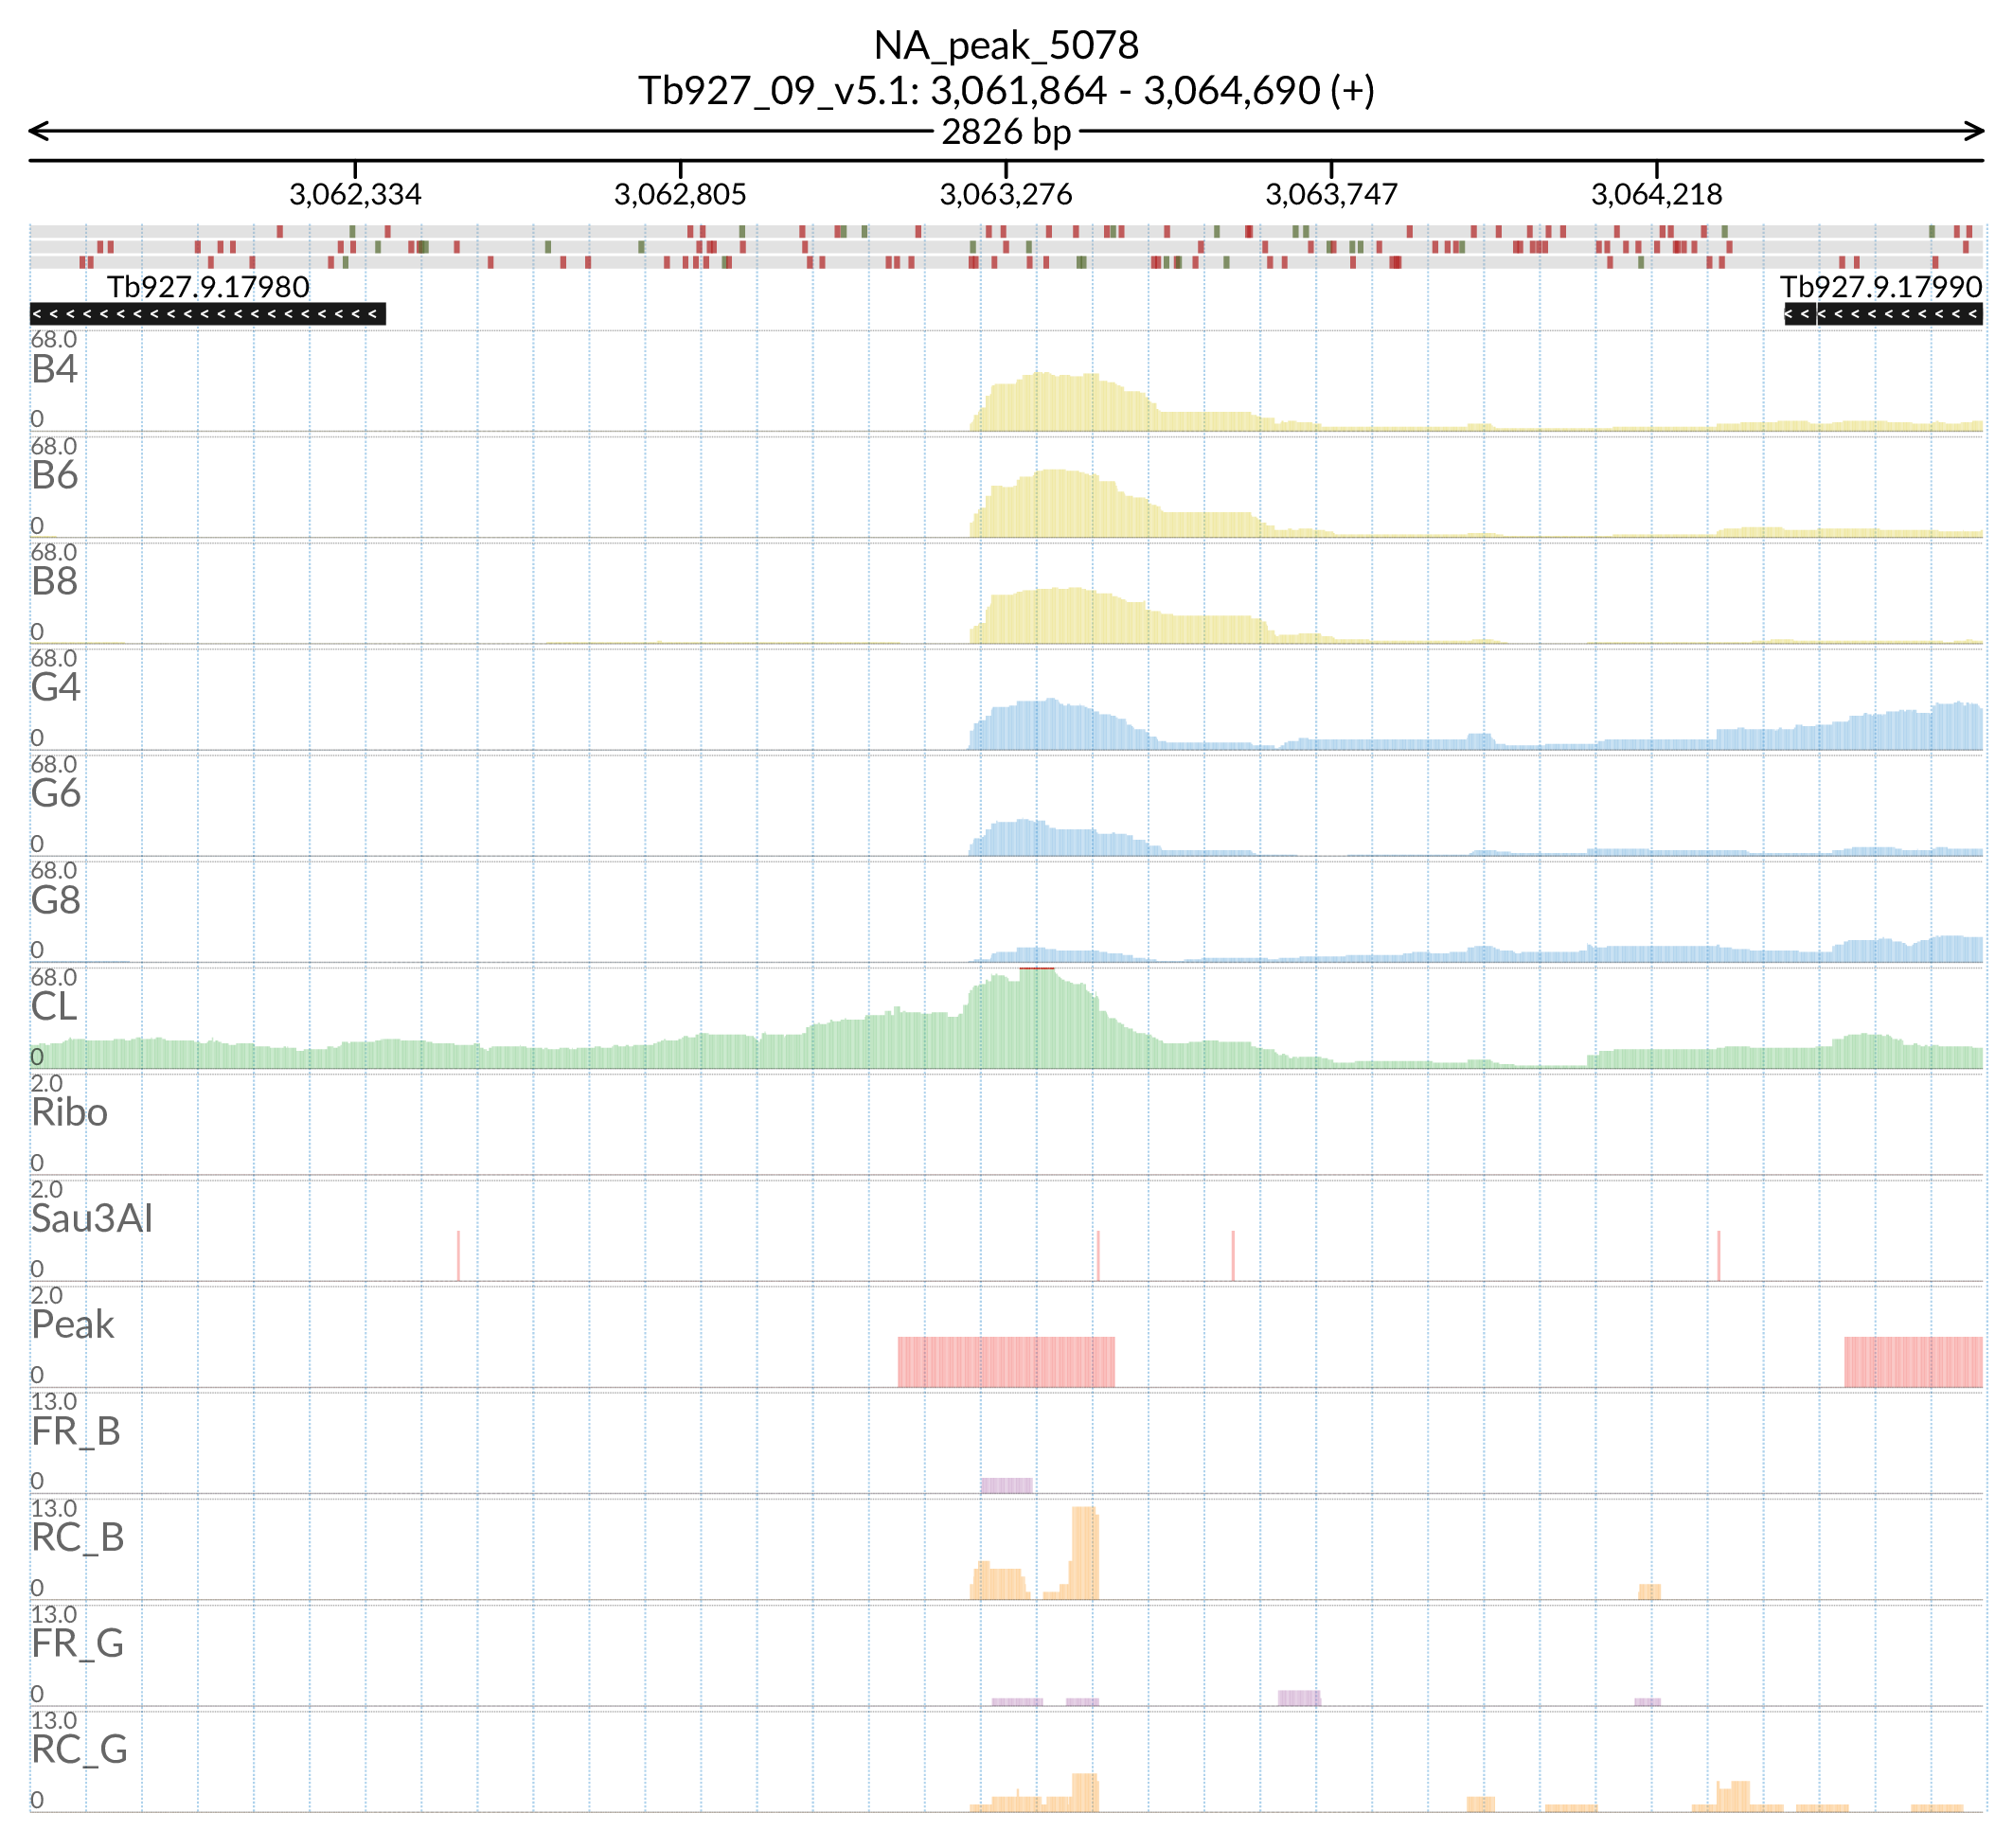 NA_peak_5078
Tb927_09_v5.1: 3,061,864 - 3,064,690 (+)
2826 bp
3,062,334 3,062,805 3,063,276 3,063,747 3,064,218
Tb927.9.17980 Tb927.9.17990
68.0
B4
0
68.0
B6
0
68.0
B8
0
68.0
G4
0
68.0
G6
0
68.0
G8
0
68.0
CL
0
2.0
Ribo
0
2.0
Sau3AI
0
2.0
Peak
0
13.0
FR_B
0
13.0
RC_B
0
13.0
FR_G
0
13.0
RC_G
0